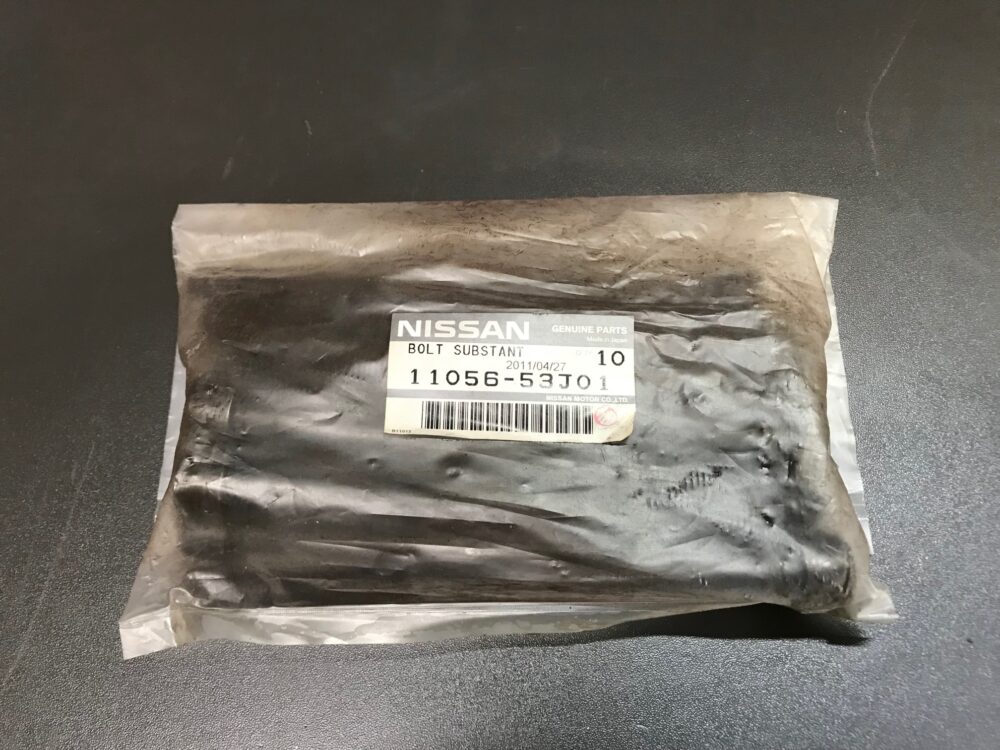 NISSAN GENUINE PARTS
Made in Japan
BOLT SUBSTANT 10
2011/04/27
11056-53J01
NISSAN MOTOR CO.,LTD.